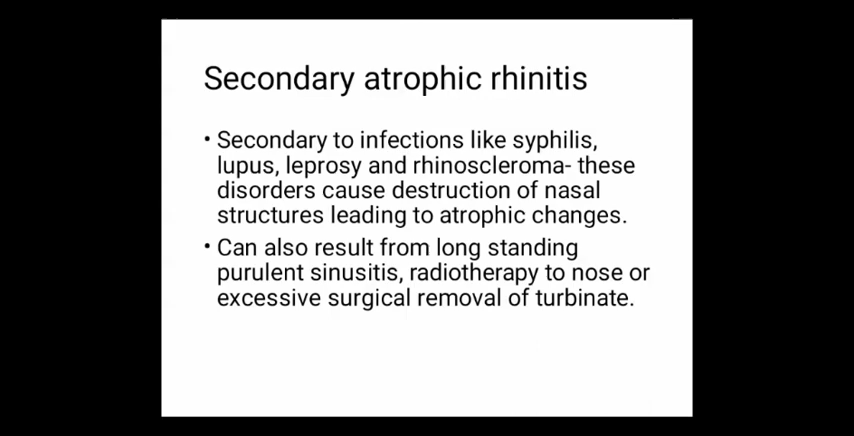 Secondary atrophic rhinitis
• Secondary to infections like syphilis,
lupus, leprosy and rhinoscleroma- these
disorders cause destruction of nasal
structures leading to atrophic changes.
• Can also result from long standing
purulent sinusitis, radiotherapy to nose or
excessive surgical removal of turbinate.